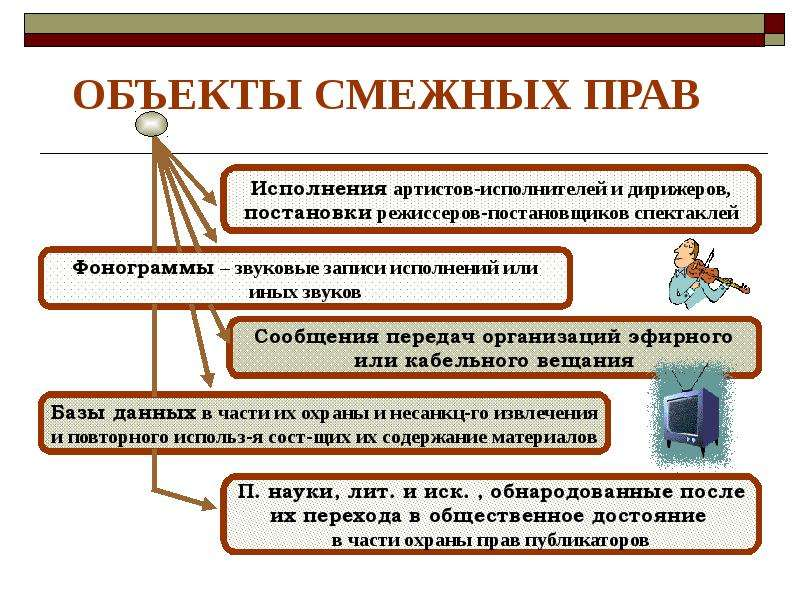 ОБЪЕКТЫ СМЕЖНЫХ ПРАВ
Исполнения артистов-исполнителей и дирижеров,
постановки режиссеров-постановщиков спектаклей
Фонограммы – звуковые записи исполнений или
иных звуков
Сообщения передач организаций эфирного
или кабельного вещания
Базы данных в части их охраны и несанкц-го извлечения
и повторного использ-я сост-щих их содержание материалов
П. науки, лит. и иск. , обнародованные после
их перехода в общественное достояние
в части охраны прав публикаторов